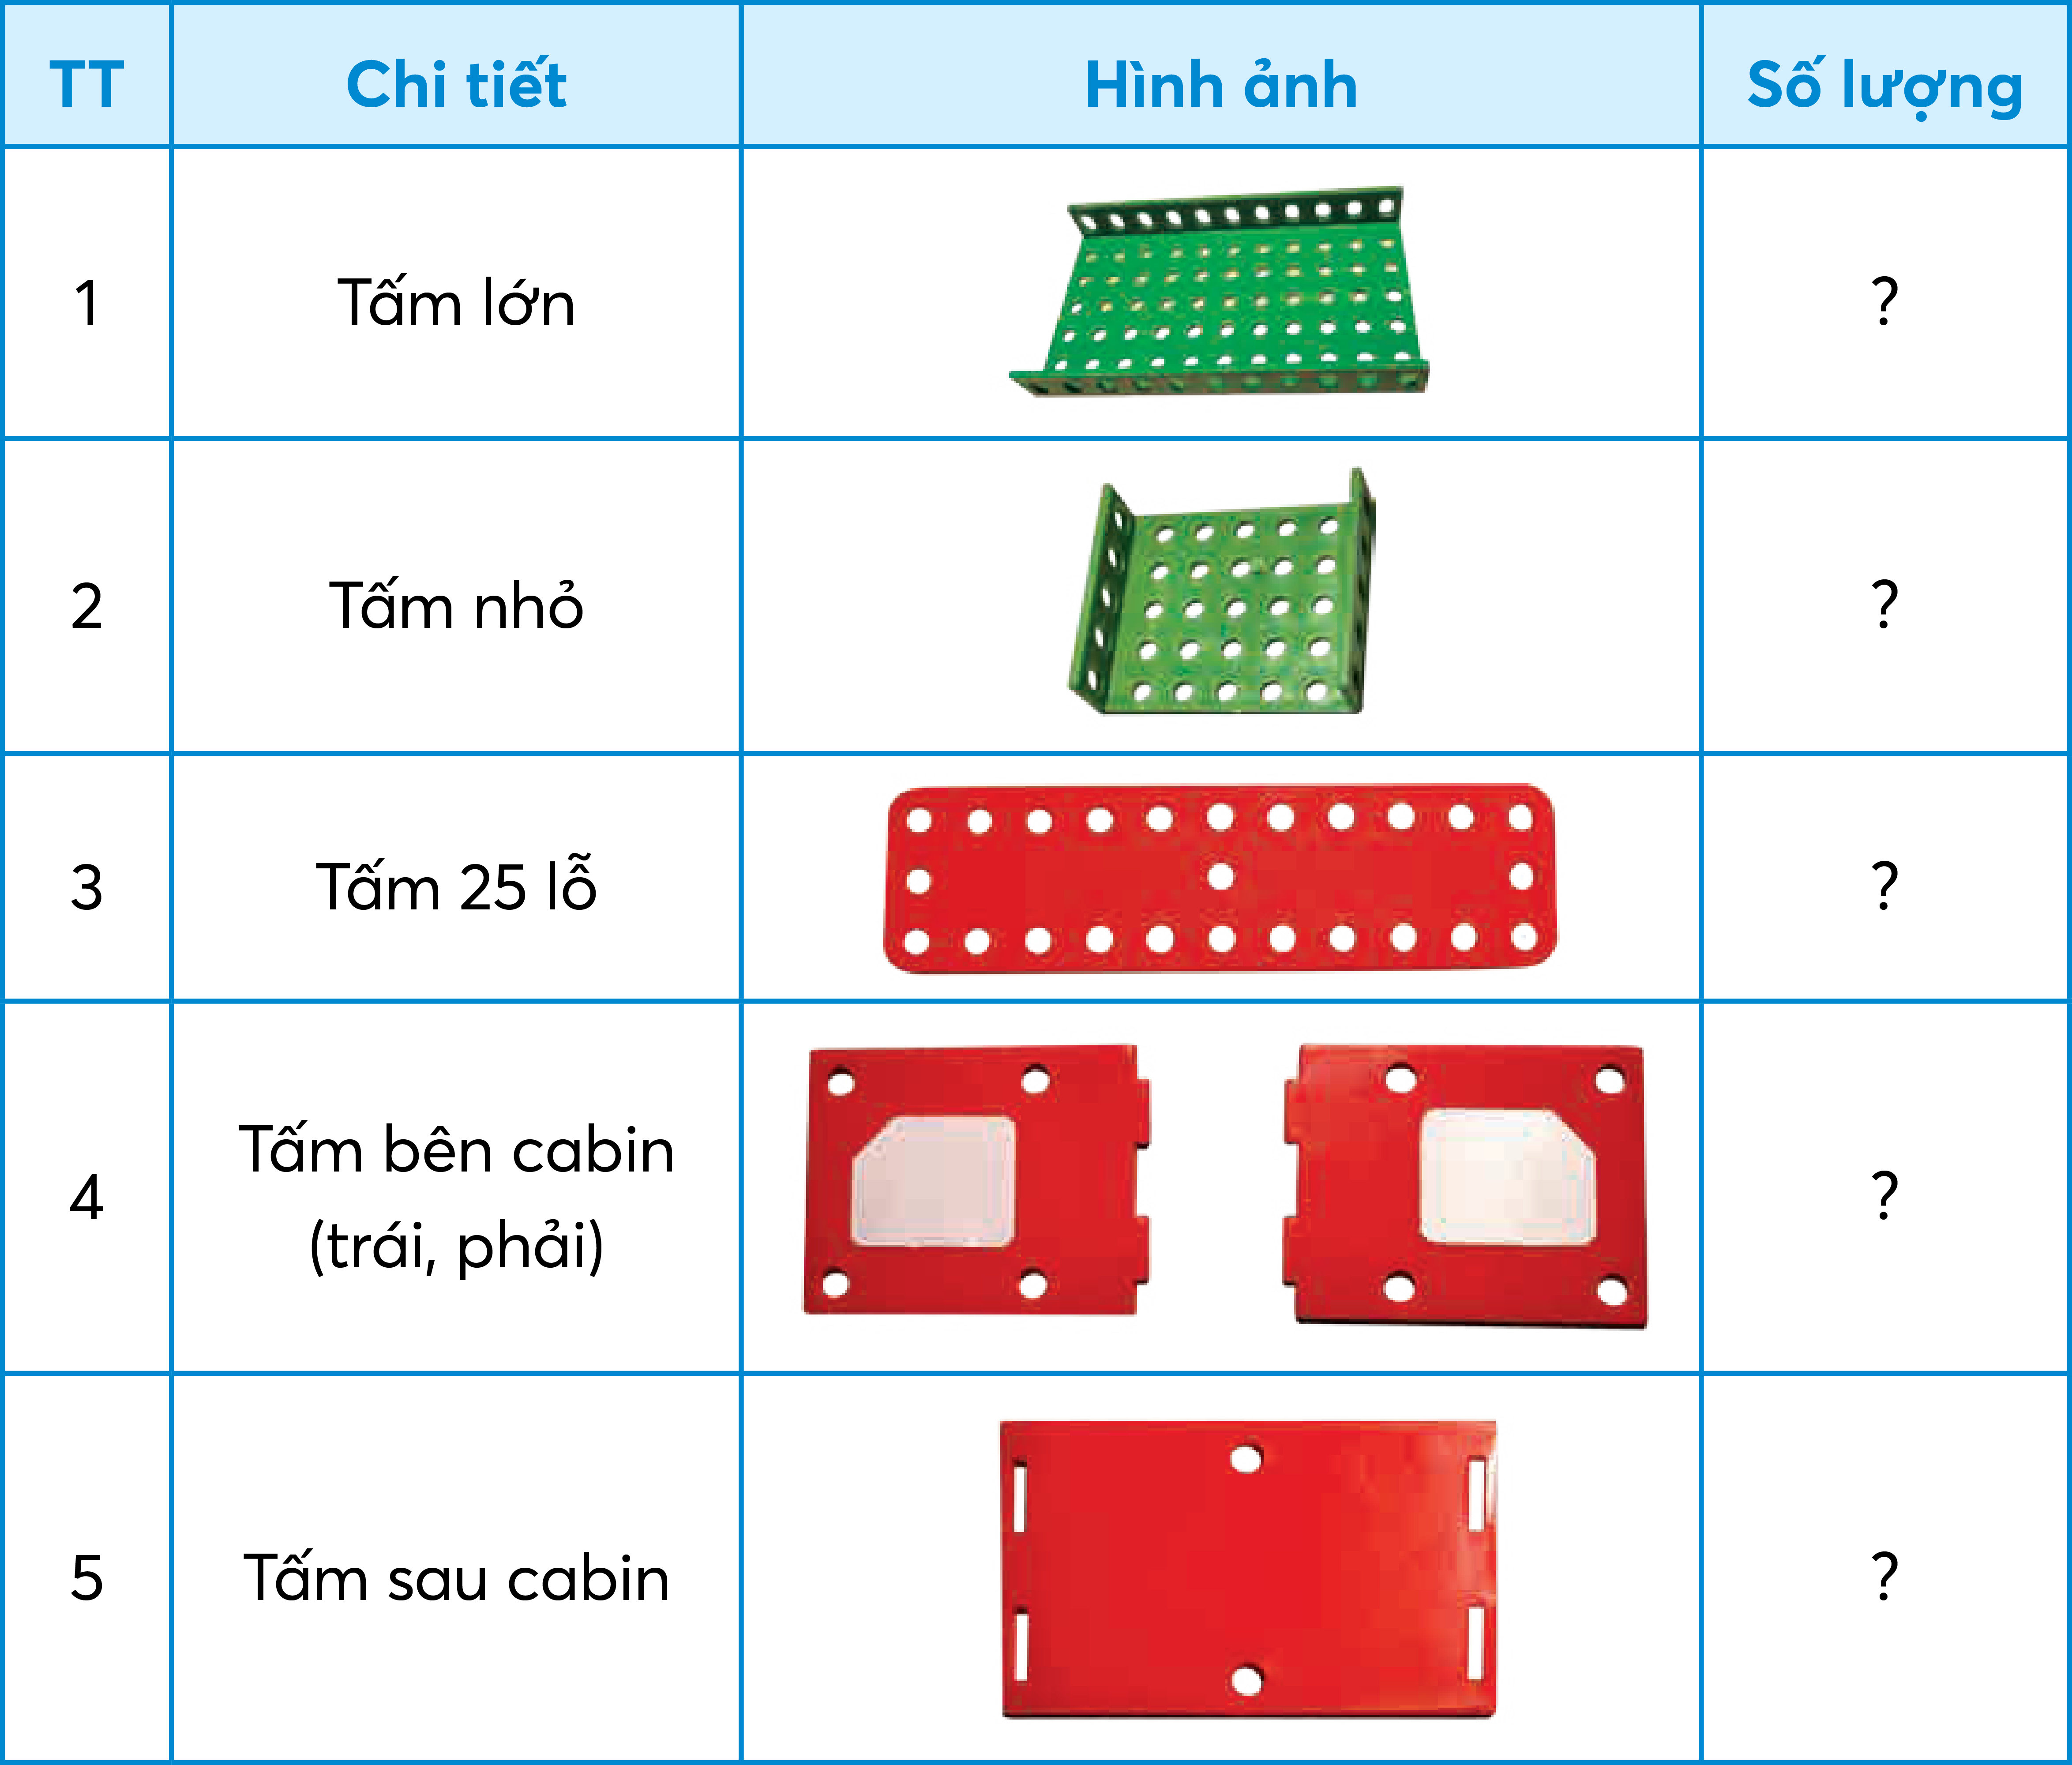 TT Chi tiết Hình ảnh Số lượng
1 Tấm lớn ?
2 Tấm nhỏ ?
3 Tấm 25 lỗ ?
4 Tấm bên cabin
(trái, phải) ?
5 Tấm sau cabin ?